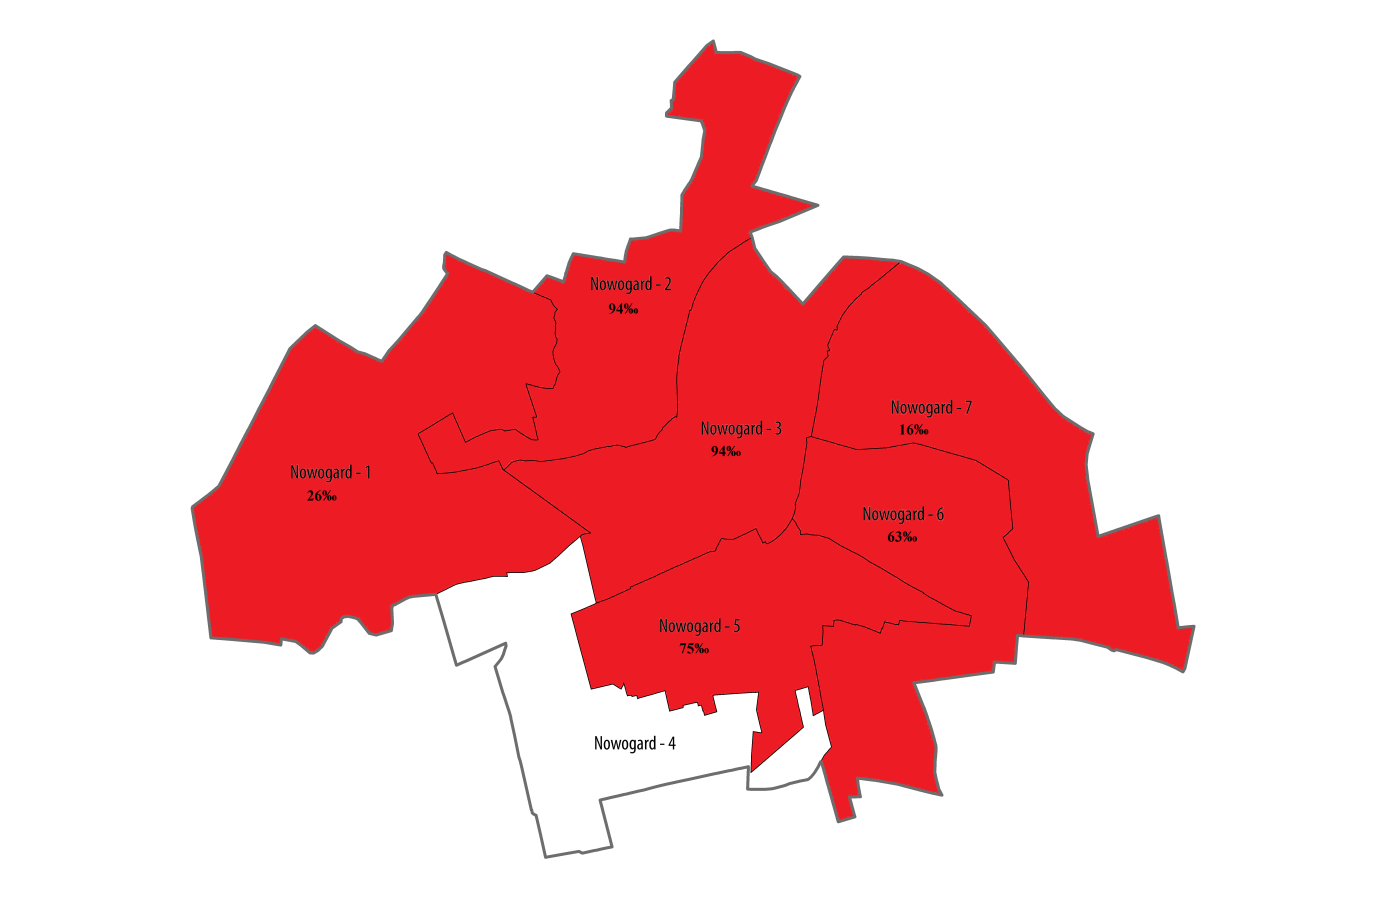 Nowogard - 2
94‰
Nowogard - 7
16‰
Nowogard - 3
94‰
Nowogard - 1
26‰
Nowogard - 6
63‰
Nowogard - 5
75‰
Nowogard - 4